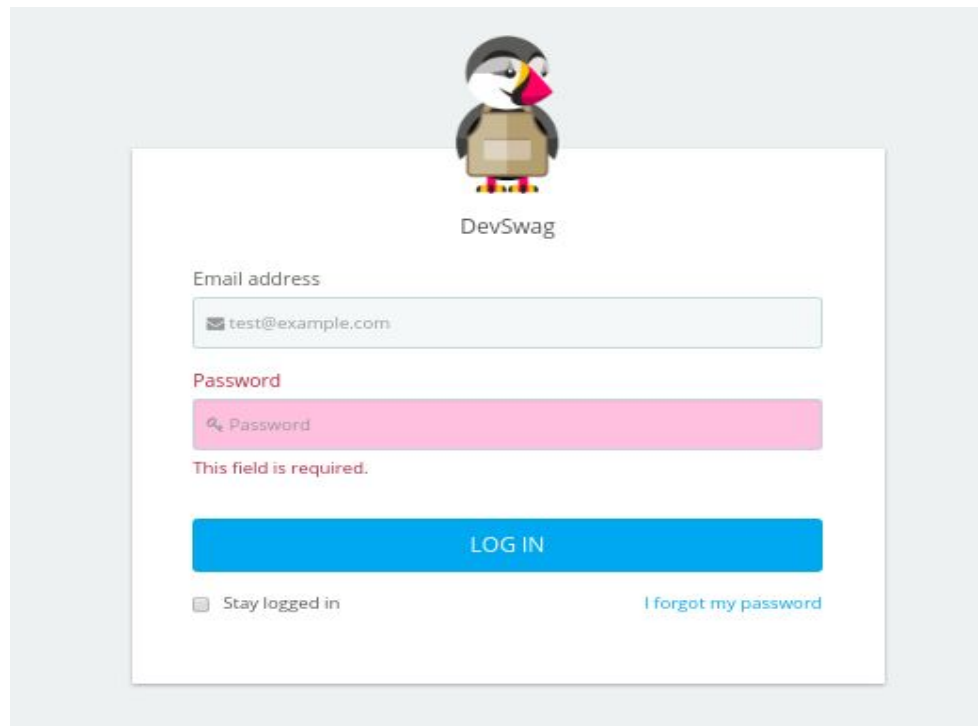 DevSwag
Email address
test@example.com
Password
Password
This field is required.
LOG IN
Stay logged in
I forgot my password